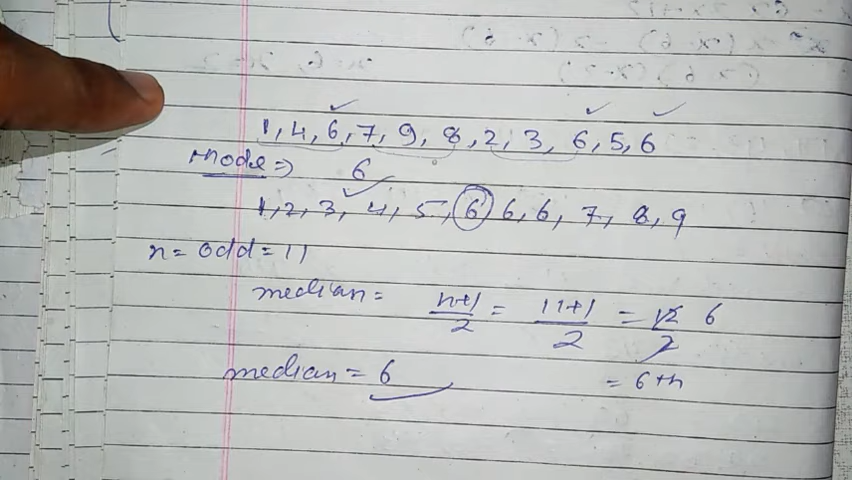 1, 4, 6, 7, 9, 8, 2, 3, 6, 5, 6
mode => 6
1, 2, 3, 4, 5, 6 6, 6, 7, 8, 9
n = odd = 11
median = n+1/2 = 11+1/2 = 12/2 6
median = 6 = 6th